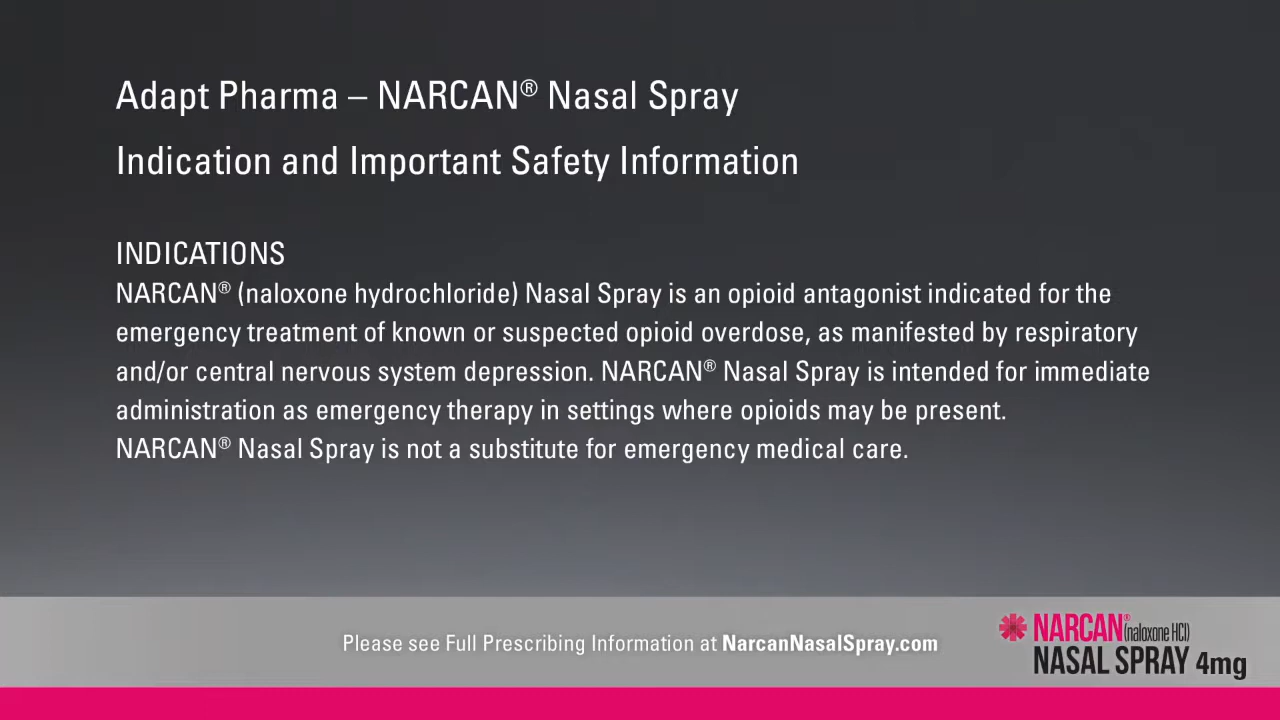 Adapt Pharma – NARCAN® Nasal Spray
Indication and Important Safety Information
INDICATIONS
NARCAN® (naloxone hydrochloride) Nasal Spray is an opioid antagonist indicated for the
emergency treatment of known or suspected opioid overdose, as manifested by respiratory
and/or central nervous system depression. NARCAN® Nasal Spray is intended for immediate
administration as emergency therapy in settings where opioids may be present.
NARCAN® Nasal Spray is not a substitute for emergency medical care.
Please see Full Prescribing Information at NarcanNasalSpray.com
NARCAN® (naloxone HCl)
NASAL SPRAY 4mg